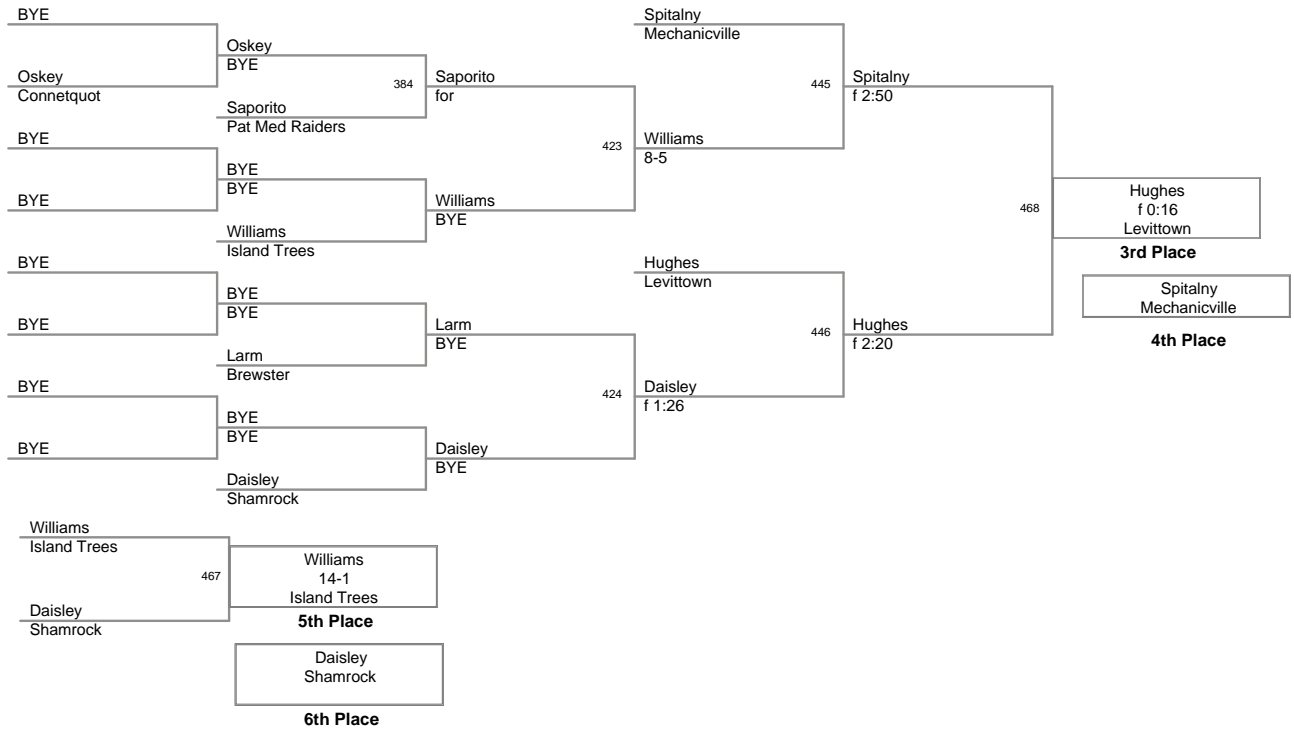 BYE
Oskey
Connetquot
BYE
BYE
BYE
BYE
BYE
BYE
Oskey
BYE
Saporito
Pat Med Raiders
BYE
BYE
Williams
Island Trees
BYE
BYE
Larm
Brewster
BYE
BYE
Daisley
Shamrock
384
Saporito
for
Williams
BYE
Larm
BYE
Daisley
BYE
423
424
Spitalny
Mechanicville
Williams
8-5
Hughes
Levittown
Daisley
f 1:26
445
446
Spitalny
f 2:50
Hughes
f 2:20
468
Hughes
f 0:16
Levittown
3rd Place
Spitalny
Mechanicville
4th Place
Williams
Island Trees
Daisley
Shamrock
467
Williams
14-1
Island Trees
5th Place
Daisley
Shamrock
6th Place